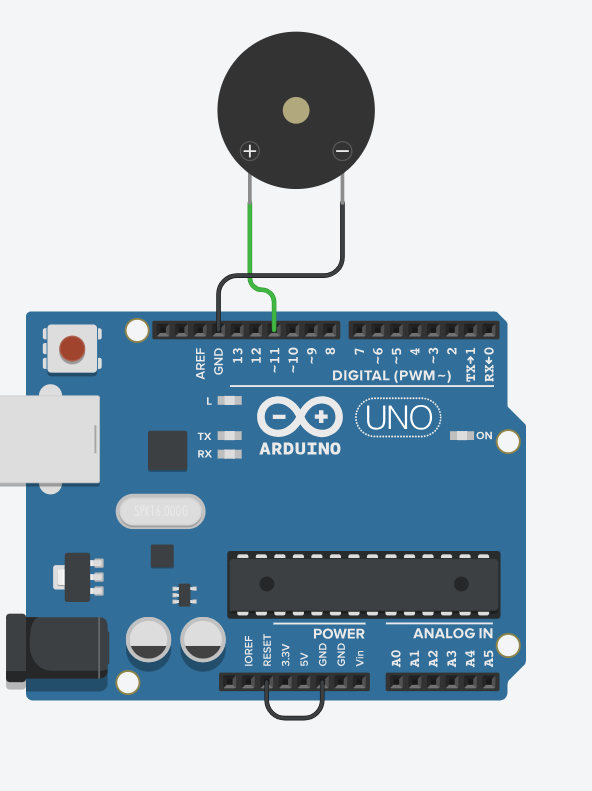 + −
AREF GND 13 12 ~11 ~10 ~9 8 7 ~6 ~5 4 ~3 2 TX→1 RX←0
DIGITAL (PWM~)
L
TX
RX
ARDUINO
UNO
ON
SPK16.000G
POWER
ANALOG IN
IOREF RESET 3.3V 5V GND GND Vin A0 A1 A2 A3 A4 A5